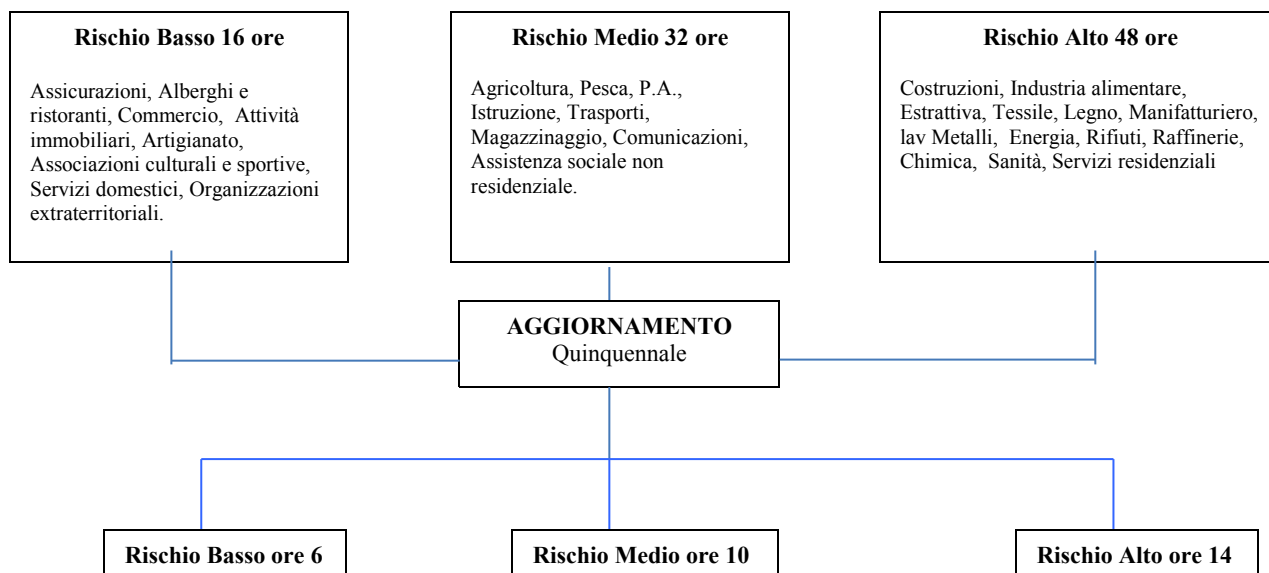 Rischio Basso 16 ore
Assicurazioni, Alberghi e
ristoranti, Commercio, Attività
immobiliari, Artigianato,
Associazioni culturali e sportive,
Servizi domestici, Organizzazioni
extraterritoriali.
Rischio Medio 32 ore
Agricoltura, Pesca, P.A.,
Istruzione, Trasporti,
Magazzinaggio, Comunicazioni,
Assistenza sociale non
residenziale.
Rischio Alto 48 ore
Costruzioni, Industria alimentare,
Estrattiva, Tessile, Legno, Manifatturiero,
lav Metalli, Energia, Rifiuti, Raffinerie,
Chimica, Sanità, Servizi residenziali
AGGIORNAMENTO
Quinquennale
Rischio Basso ore 6
Rischio Medio ore 10
Rischio Alto ore 14